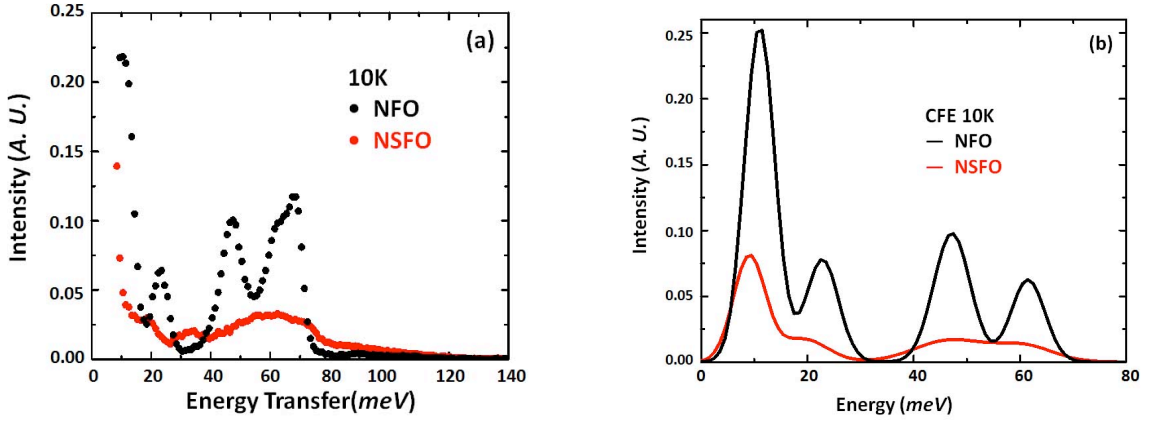 (a)
10K
NFO
NSFO
0.25
0.20
0.15
0.10
0.05
0.00
Intensity (A. U.)
0 20 40 60 80 100 120 140
Energy Transfer(meV)
(b)
CFE 10K
NFO
NSFO
0.25
0.20
0.15
0.10
0.05
0.00
Intensity (A. U.)
0 20 40 60 80
Energy (meV)